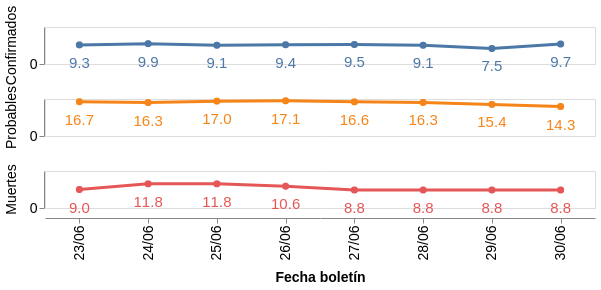 Confirmados
0
9.3 9.9 9.1 9.4 9.5 9.1 7.5 9.7
Probables
0
16.7 16.3 17.0 17.1 16.6 16.3 15.4 14.3
Muertes
0
9.0 11.8 11.8 10.6 8.8 8.8 8.8 8.8
23/06 24/06 25/06 26/06 27/06 28/06 29/06 30/06
Fecha boletín